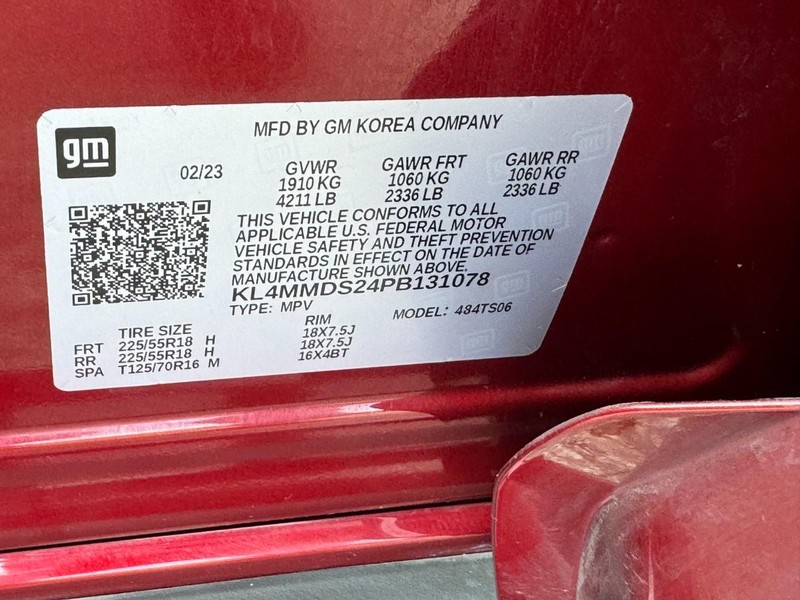 gm
MFD BY GM KOREA COMPANY
02/23 GVWR GAWR FRT GAWR RR
1910 KG 1060 KG 1060 KG
4211 LB 2336 LB 2336 LB
THIS VEHICLE CONFORMS TO ALL
APPLICABLE U.S. FEDERAL MOTOR
VEHICLE SAFETY AND THEFT PREVENTION
STANDARDS IN EFFECT ON THE DATE OF
MANUFACTURE SHOWN ABOVE.
KL4MMDS24PB131078
TYPE: MPV MODEL: 484TS06
TIRE SIZE RIM
FRT 225/55R18 H 18X7.5J
RR 225/55R18 H 18X7.5J
SPA T125/70R16 M 16X4BT